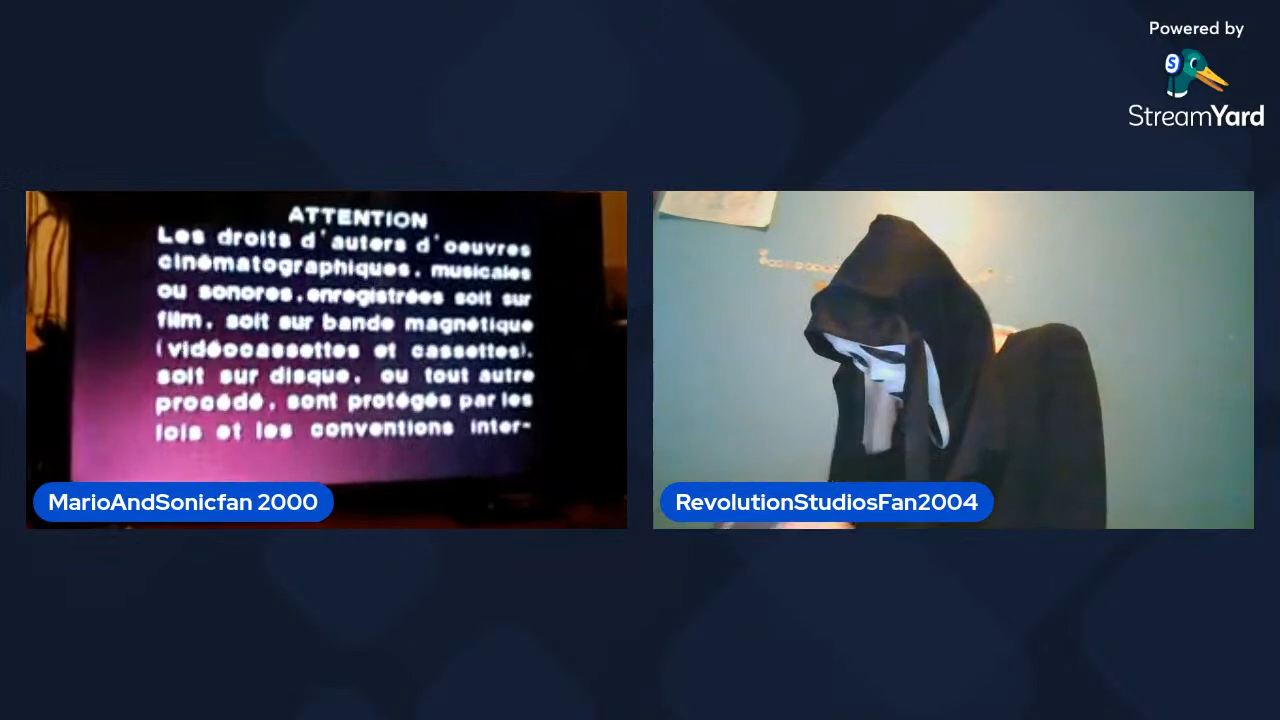 Powered by
S
StreamYard
ATTENTION
Les droits d'auters d'oeuvres
cinématographiques, musicales
ou sonores, enregistrées soit sur
film, soit sur bande magnétique
(vidéocassettes et cassettes),
soit sur disque, ou tout autre
procédé, sont protégés par les
lois et les conventions inter-
MarioAndSonicfan 2000
RevolutionStudiosFan2004